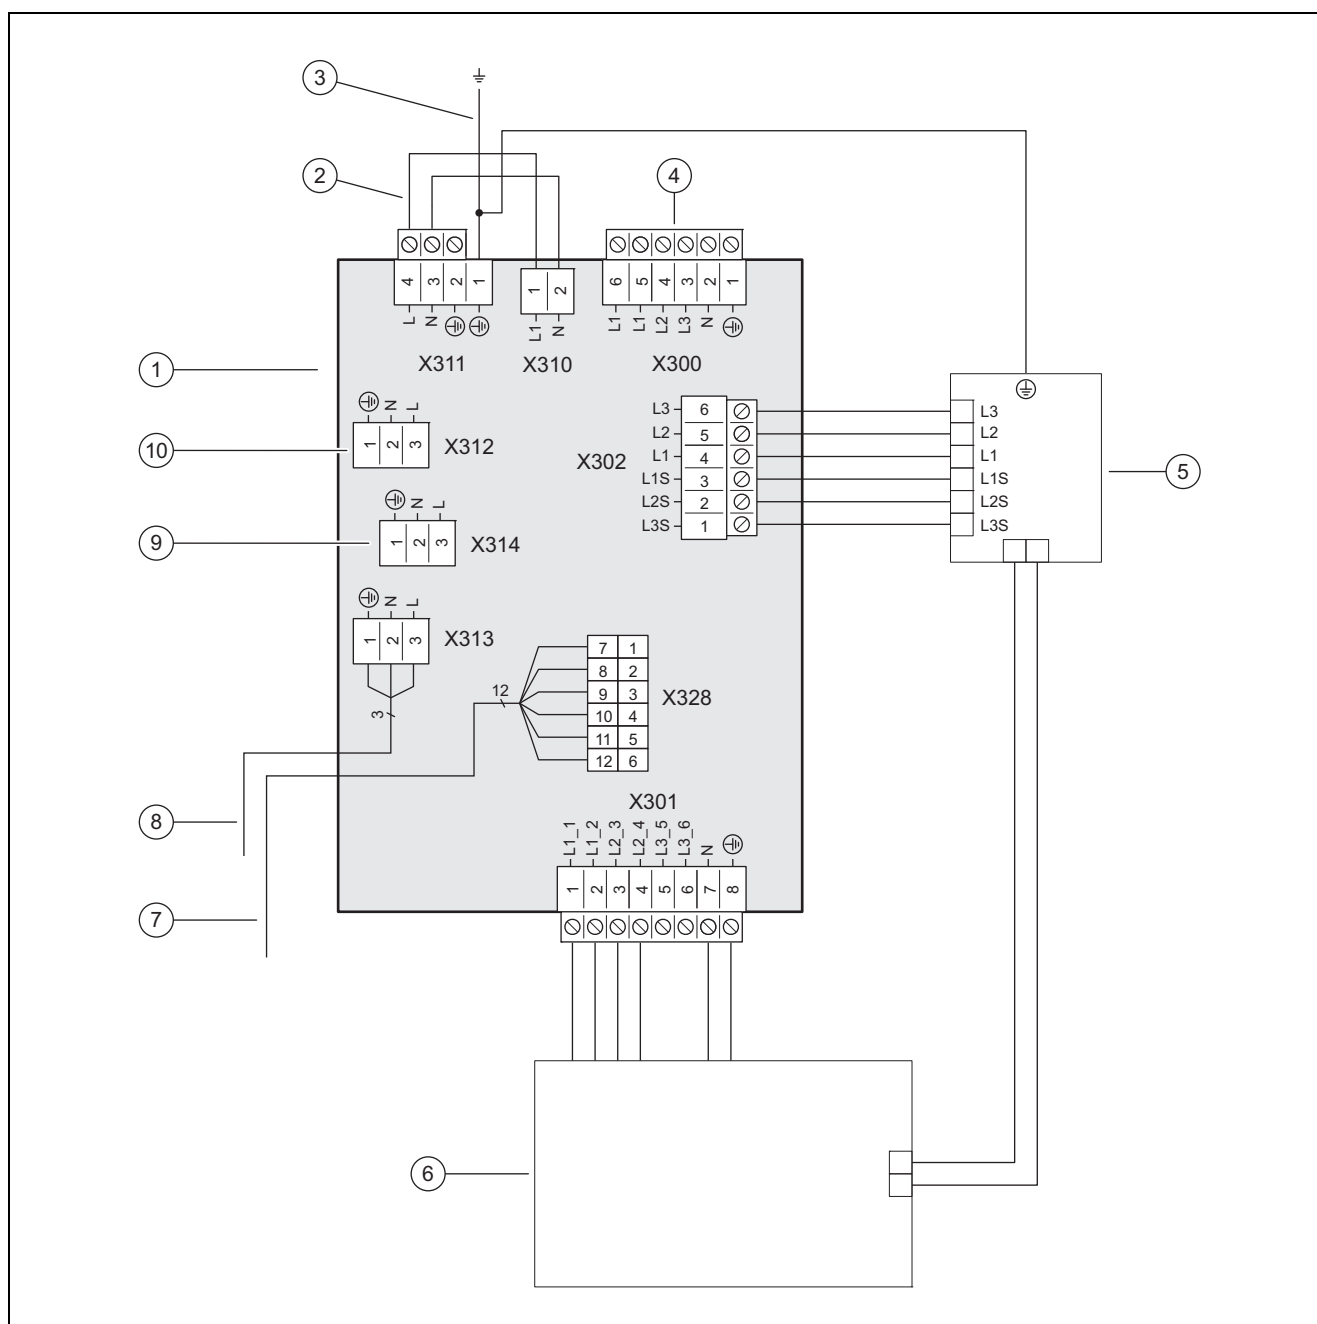 3
2
4
4 3 2 1
L N
X311
1 2
L1 N
X310
6 5 4 3 2 1
L1 L1 L2 L3 N
X300
1
10
N L
1 2 3
X312
9
N L
1 2 3
X314
N L
1 2 3
X313
3
8
7
X302
L3 6
L2 5
L1 4
L1S 3
L2S 2
L3S 1
L3
L2
L1
L1S
L2S
L3S
5
12
7 1
8 2
9 3
10 4
11 5
12 6
X328
X301
L1_1 L1_2 L2_3 L2_4 L3_5 L3_6 N
1 2 3 4 5 6 7 8
6